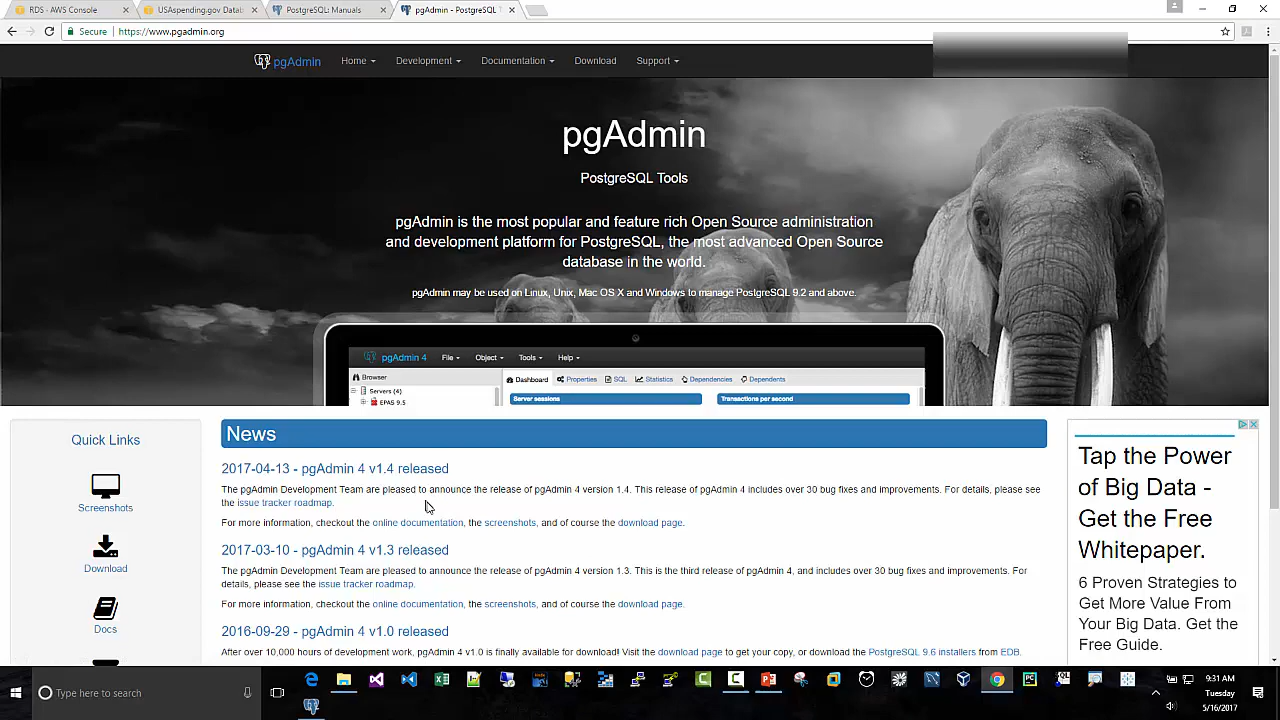 RDS - AWS Console
USAspending.gov Datab
PostgreSQL: Manuals
pgAdmin - PostgreSQL T
Secure
https://www.pgadmin.org
pgAdmin
Home
Development
Documentation
Download
Support
pgAdmin
PostgreSQL Tools
pgAdmin is the most popular and feature rich Open Source administration
and development platform for PostgreSQL, the most advanced Open Source
database in the world.
pgAdmin may be used on Linux, Unix, Mac OS X and Windows to manage PostgreSQL 9.2 and above.
pgAdmin 4
File
Object
Tools
Help
Browser
Dashboard
Properties
SQL
Statistics
Dependencies
Dependents
Servers (4)
EPAS 9.5
Server sessions
Transactions per second
Quick Links
Screenshots
Download
Docs
News
2017-04-13 - pgAdmin 4 v1.4 released
The pgAdmin Development Team are pleased to announce the release of pgAdmin 4 version 1.4. This release of pgAdmin 4 includes over 30 bug fixes and improvements. For details, please see
the issue tracker roadmap.
For more information, checkout the online documentation, the screenshots, and of course the download page.
2017-03-10 - pgAdmin 4 v1.3 released
The pgAdmin Development Team are pleased to announce the release of pgAdmin 4 version 1.3. This is the third release of pgAdmin 4, and includes over 30 bug fixes and improvements. For
details, please see the issue tracker roadmap.
For more information, checkout the online documentation, the screenshots, and of course the download page.
2016-09-29 - pgAdmin 4 v1.0 released
After over 10,000 hours of development work, pgAdmin 4 v1.0 is finally available for download! Visit the download page to get your copy, or download the PostgreSQL 9.6 installers from EDB.
Tap the Power
of Big Data -
Get the Free
Whitepaper.
6 Proven Strategies to
Get More Value From
Your Big Data. Get the
Free Guide.
Type here to search
9:31 AM
Tuesday
5/16/2017